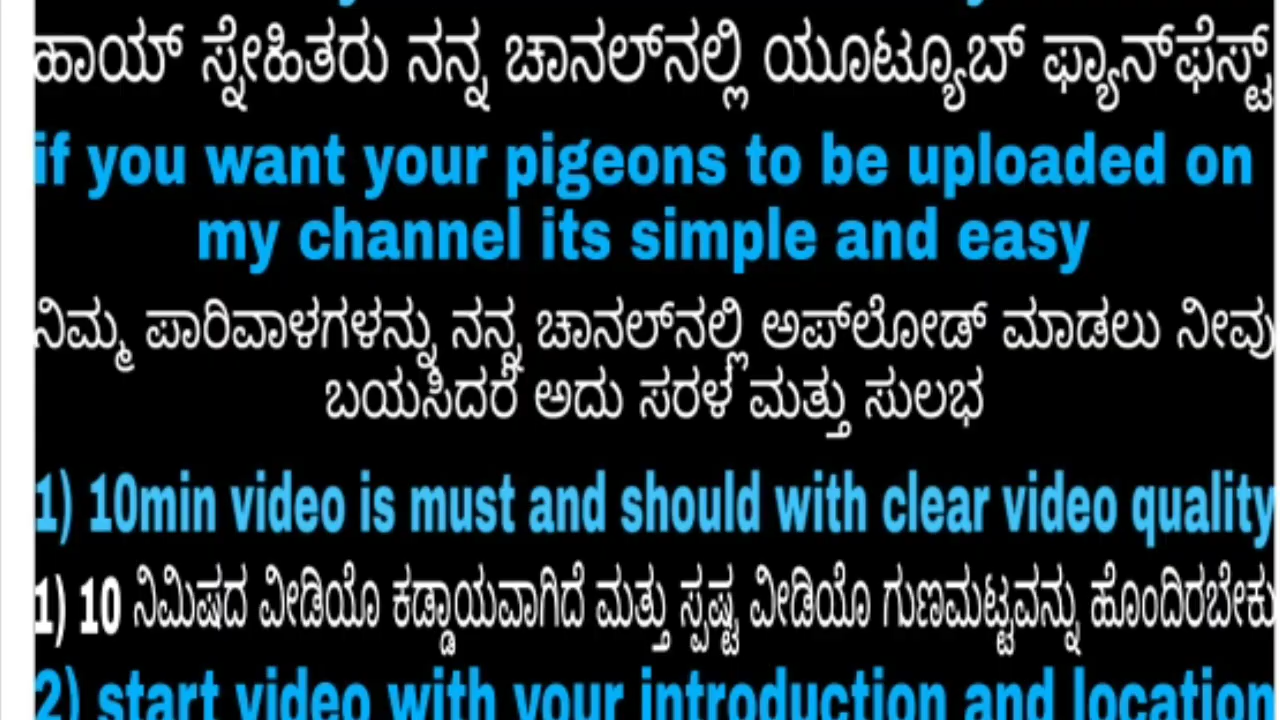 ಹಾಯ್ ಸ್ನೇಹಿತರು ನನ್ನ ಚಾನಲ್‌ನಲ್ಲಿ ಯೂಟ್ಯೂಬ್ ಫ್ಯಾನ್‌ಫೆಸ್ಟ್
if you want your pigeons to be uploaded on
my channel its simple and easy
ನಿಮ್ಮ ಪಾರಿವಾಳಗಳನ್ನು ನನ್ನ ಚಾನಲ್‌ನಲ್ಲಿ ಅಪ್‌ಲೋಡ್ ಮಾಡಲು ನೀವು
ಬಯಸಿದರೆ ಅದು ಸರಳ ಮತ್ತು ಸುಲಭ
1) 10min video is must and should with clear video quality
1) 10 ನಿಮಿಷದ ವೀಡಿಯೊ ಕಡ್ಡಾಯವಾಗಿದೆ ಮತ್ತು ಸ್ಪಷ್ಟ ವೀಡಿಯೊ ಗುಣಮಟ್ಟವನ್ನು ಹೊಂದಿರಬೇಕು
2) start video with your introduction and location